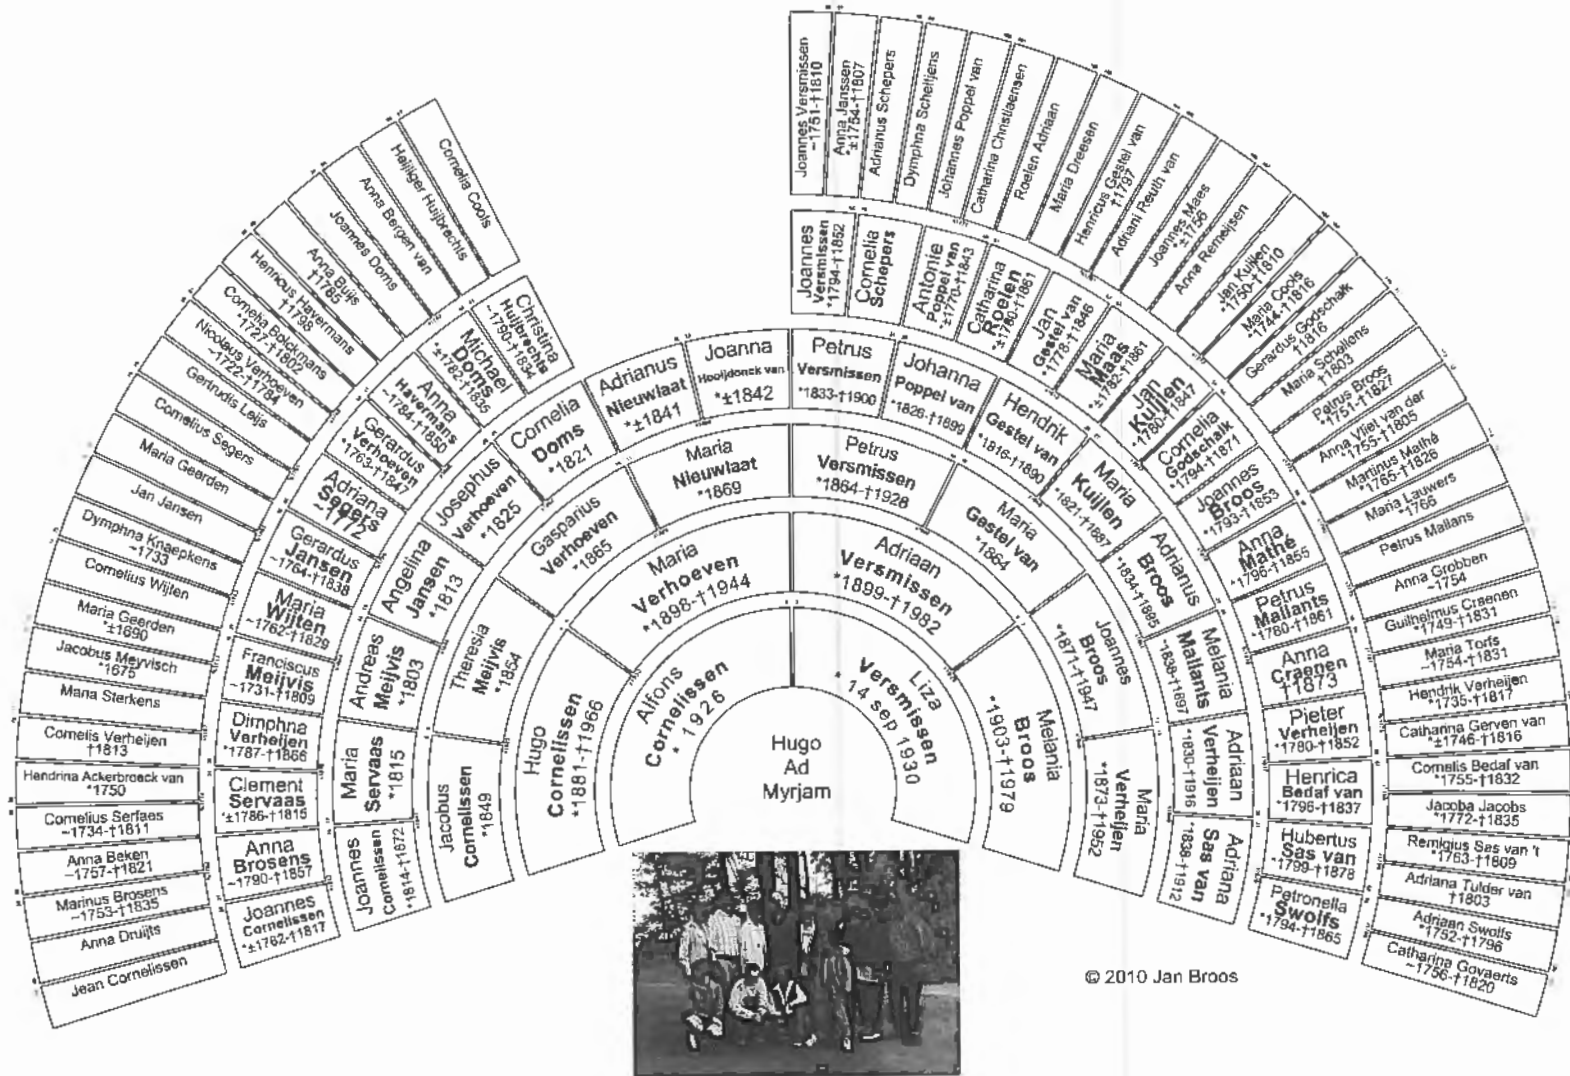 Hugo
Ad
Myrjam
Alfons
Cornelissen
* 1926
Liza
Versmissen
* 14 sep 1930
Hugo
Cornelissen
*1881-†1966
Maria
Verhoeven
*1898-†1944
Adriaan
Versmissen
*1899-†1982
Melania
Broos
*1903-†1979
Jacobus
Cornelissen
*1849
Theresia
Meijvis
*1854
Gasparius
Verhoeven
*1865
Maria
Nieuwlaat
*1869
Petrus
Versmissen
*1864-†1928
Maria
Gestel van
*1864
Joannes
Broos
*1871-†1947
Maria
Verheijen
*1873-†1952
Joannes
Cornelissen
*1814-†1872
Maria
Servaas
*1815
Andreas
Meijvis
*1803
Angelina
Jansen
*1813
Josephus
Verhoeven
*1825
Cornelia
Doms
*1821
Adrianus
Nieuwlaat
*±1841
Joanna
Hooijdonck van
*±1842
Petrus
Versmissen
*1833-†1900
Johanna
Poppel van
*1826-†1899
Hendrik
Gestel van
*1816-†1890
Maria
Kuijlen
*1821-†1887
Adrianus
Broos
*1834-†1885
Melania
Mallants
*1838-†1897
Adriaan
Verheijen
*1830-†1916
Adriana
Sas van
*1838-†1912
Joannes
Cornelissen
*±1762-†1817
Anna
Brosens
~1790-†1857
Clement
Servaas
*±1786-†1815
Dimphna
Verheijen
*1787-†1866
Franciscus
Meijvis
~1731-†1809
Maria
Wijten
~1762-†1829
Gerardus
Jansen
~1764-†1838
Adriana
Segers
~1772
Gerardus
Verhoeven
*1763-†1847
Anna
Havermans
~1784-†1850
Michael
Doms
*±1782-†1835
Christina
Huijbrechts
~1790-†1834
Joannes
Versmissen
*1794-†1852
Cornelia
Schepers
Antonie
Poppel van
*±1770-†1843
Catharina
Roelen
*±1780-†1861
Jan
Gestel van
*1778-†1846
Maria
Maas
*±1782-†1861
Jan
Kuijlen
*1780-†1847
Cornelia
Godschalk
*1794-†1871
Joannes
Broos
*1793-†1853
Anna
Mathé
*1796-†1855
Petrus
Mallants
*1780-†1861
Anna
Craenen
†1873
Pieter
Verheijen
*1780-†1852
Henrica
Bedaf van
*1796-†1837
Hubertus
Sas van
*1799-†1878
Petronella
Swolfs
*1794-†1865
Jean Cornelissen
Anna Druijts
Marinus Brosens
~1753-†1835
Anna Beken
~1757-†1821
Cornelius Serfaes
~1734-†1811
Hendrina Ackerbroeck van
*1750
Cornelis Verheijen
†1813
Maria Sterkens
Jacobus Meyvisch
*1675
Maria Geerden
*±1690
Cornelius Wijten
Dymphna Knaepkens
~1733
Jan Jansen
Maria Geerden
Cornelius Segers
Gertrudis Leijs
Nicolaus Verhoeven
~1722-†1784
Cornelia Bolckmans
*1727-†1802
Henricus Havermans
†1798
Anna Buijs
†1785
Joannes Doms
Anna Bergen van
Heijliger Huijbrechts
Cornelia Cools
Joannes Versmissen
~1751-†1810
Anna Janssen
*±1754-†1807
Adrianus Schepers
Dymphna Scheltjens
Johannes Poppel van
Catharina Christiaensen
Roelen Adriaan
Maria Dreesen
Henricus Gestel van
†1797
Adriani Reuth van
Joannes Maes
*±1756
Anna Remeijsen
Jan Kuijlen
*1750-†1810
Maria Cools
*1744-†1816
Gerardus Godschalk
†1816
Maria Schellens
†1803
Petrus Broos
*1751-†1827
Anna Vliet van der
*1755-†1805
Martinus Mathé
*1765-†1826
Maria Lauwers
*1766
Petrus Mallans
Anna Grobben
~1754
Guilhelmus Craenen
*1749-†1831
Maria Torfs
~1754-†1831
Hendrik Verheijen
*1735-†1817
Catharina Gerven van
*±1746-†1816
Cornelis Bedaf van
*1755-†1832
Jacoba Jacobs
*1772-†1835
Remigius Sas van 't
*1763-†1809
Adriana Tulder van
†1803
Adriaan Swolfs
*1752-†1796
Catharina Govaerts
~1756-†1820
© 2010 Jan Broos